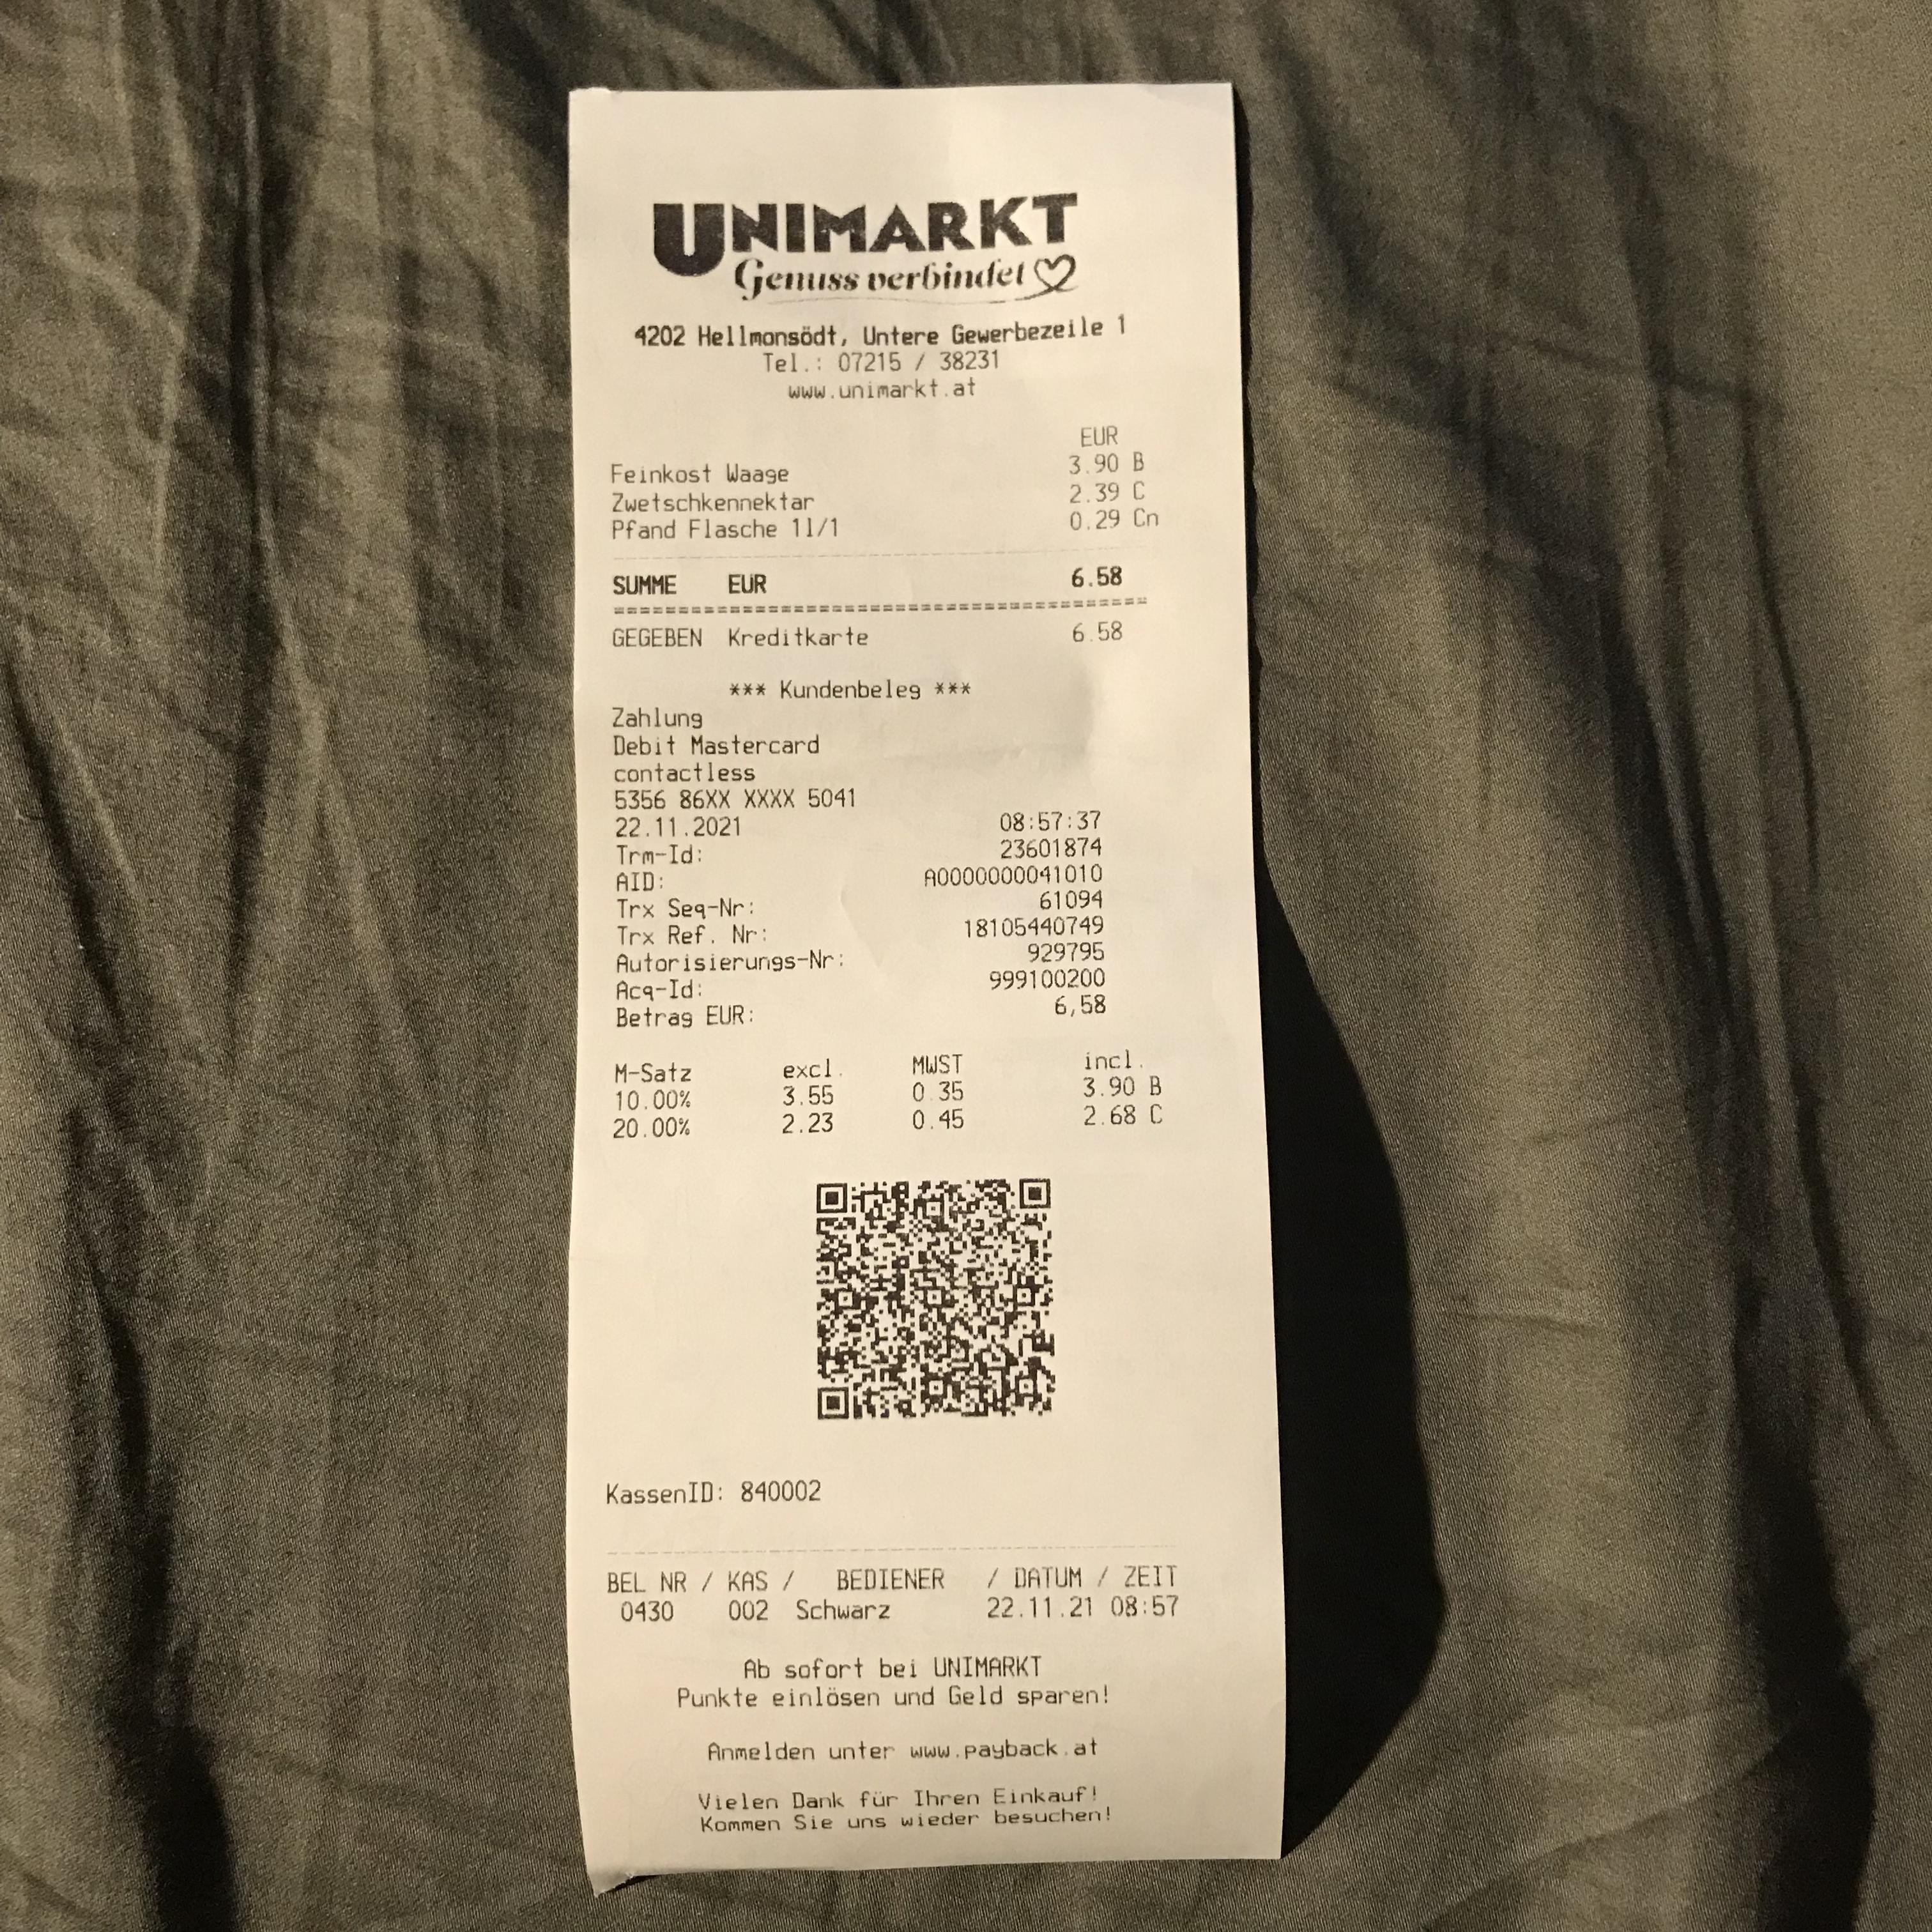 UNIMARKT
Genuss verbindet
4202 Hellmonsödt, Untere Gewerbezeile 1
Tel.: 07215 / 38231
www.unimarkt.at
EUR
Feinkost Waage 3.90 B
Zwetschkennektar 2.39 C
Pfand Flasche 1l/1 0.29 Cn
SUMME EUR 6.58
GEGEBEN Kreditkarte 6.58
*** Kundenbeleg ***
Zahlung
Debit Mastercard
contactless
5356 86XX XXXX 5041
22.11.2021 08:57:37
Trm-Id: 23601874
AID: A0000000041010
Trx Seq-Nr: 61094
Trx Ref. Nr: 18105440749
Autorisierungs-Nr: 929795
Acq-Id: 999100200
Betrag EUR: 6,58
M-Satz excl. MWST incl.
10.00% 3.55 0.35 3.90 B
20.00% 2.23 0.45 2.68 C
KassenID: 840002
BEL NR / KAS / BEDIENER / DATUM / ZEIT
0430 002 Schwarz 22.11.21 08:57
Ab sofort bei UNIMARKT
Punkte einlösen und Geld sparen!
Anmelden unter www.payback.at
Vielen Dank für Ihren Einkauf!
Kommen Sie uns wieder besuchen!